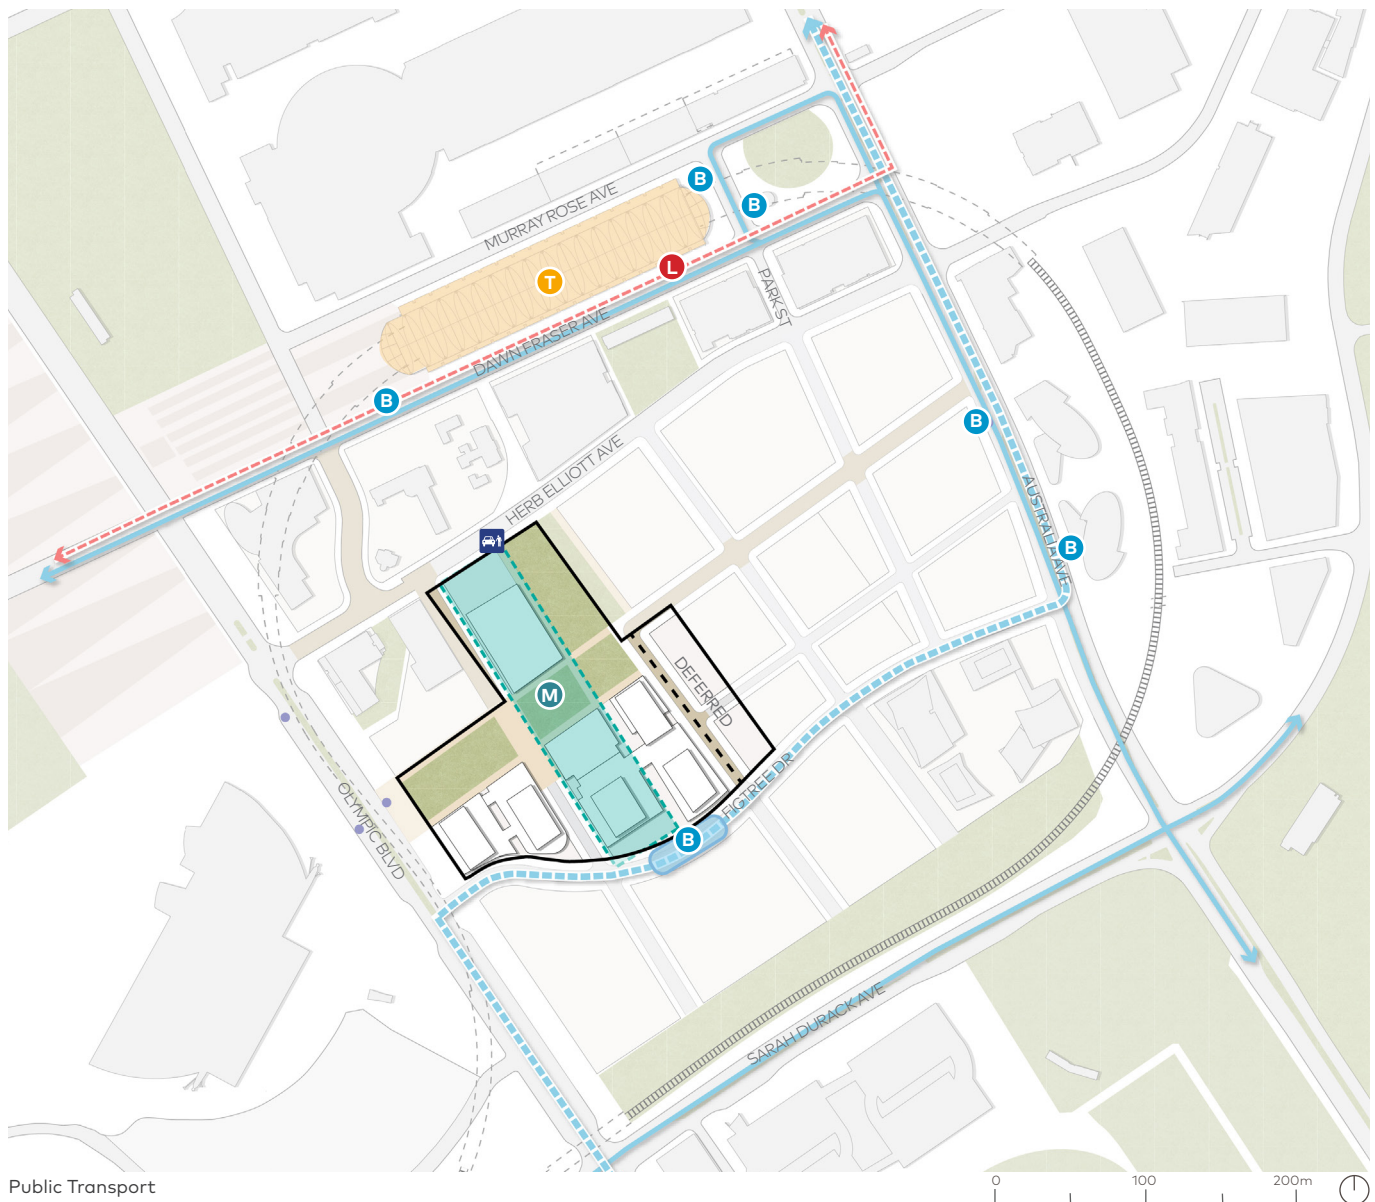 B
MURRAY ROSE AVE
B
L
T
PARK ST
DAWN FRASER AVE
B
B
HERB ELLIOTT AVE
AUSTRALIA AVE
B
DEFERRED
M
FIGTREE DR
OLYMPIC BLVD
B
SARAH DURACK AVE
Public Transport
0 100 200m